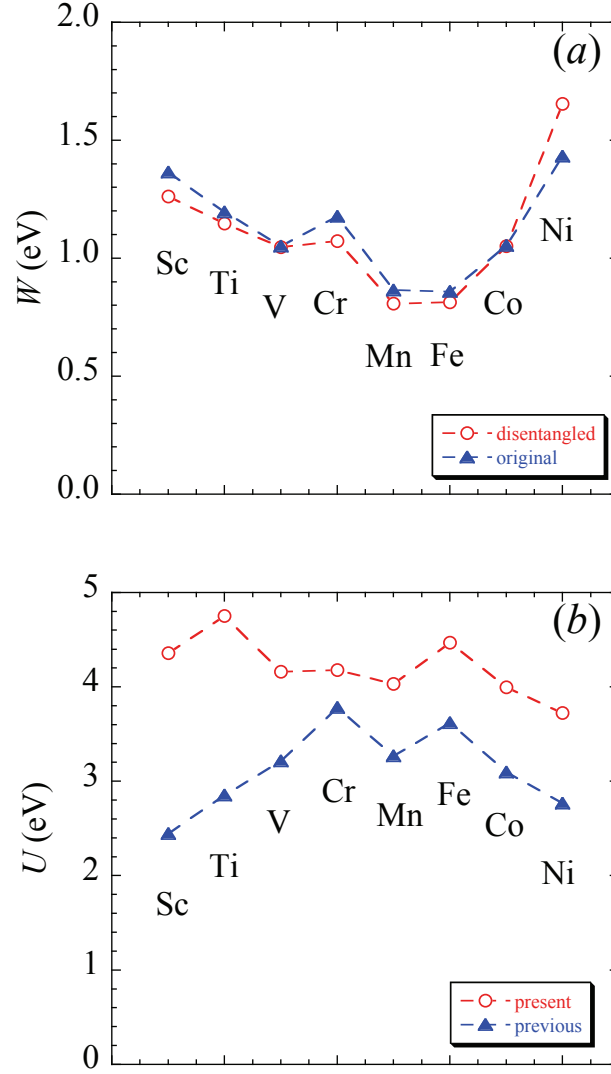 (a)
2.0
1.5
1.0
0.5
0.0
W (eV)
Sc
Ti
V
Cr
Mn
Fe
Co
Ni
disentangled
original
(b)
5
4
3
2
1
0
U (eV)
Sc
Ti
V
Cr
Mn
Fe
Co
Ni
present
previous